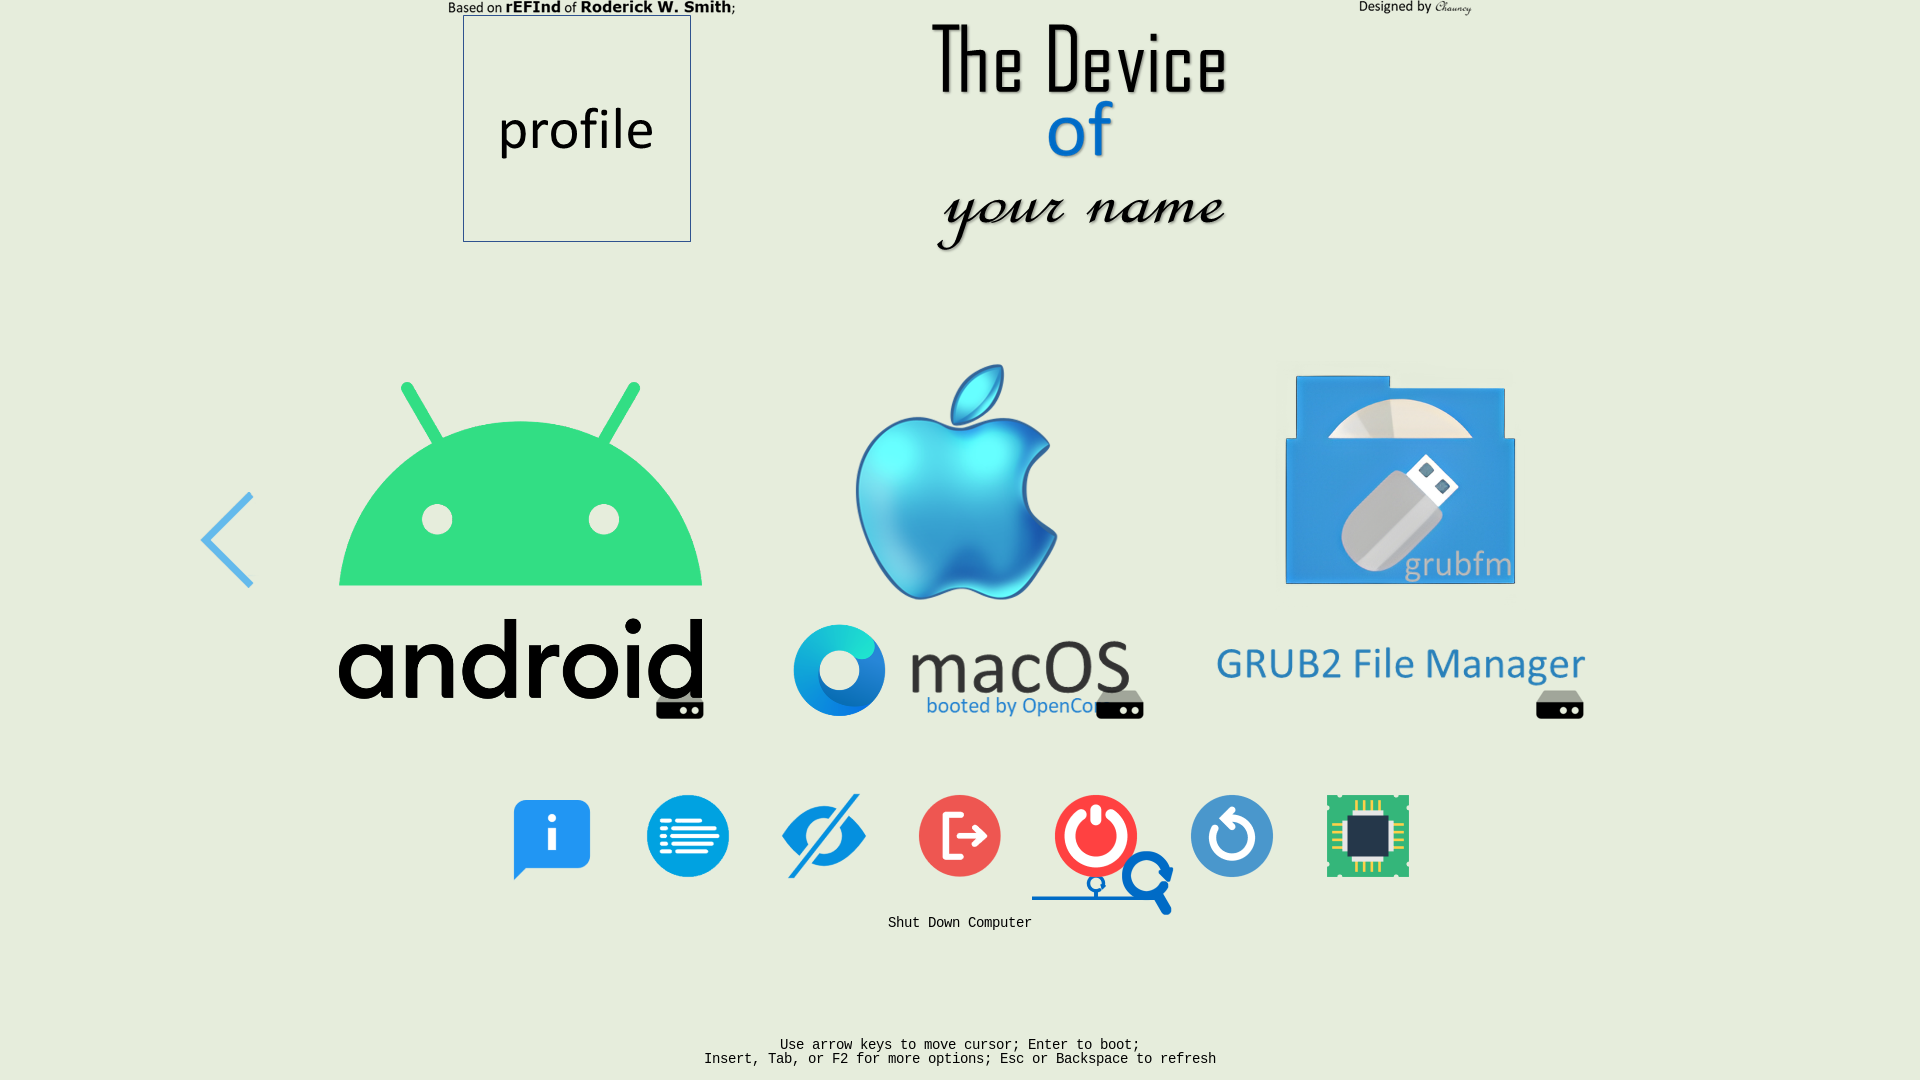 Based on rEFInd of Roderick W. Smith;
Designed by Chauncy
profile
The Device
of
your name
grubfm
android
macOS
booted by OpenCo
GRUB2 File Manager
Shut Down Computer
Use arrow keys to move cursor; Enter to boot;
Insert, Tab, or F2 for more options; Esc or Backspace to refresh